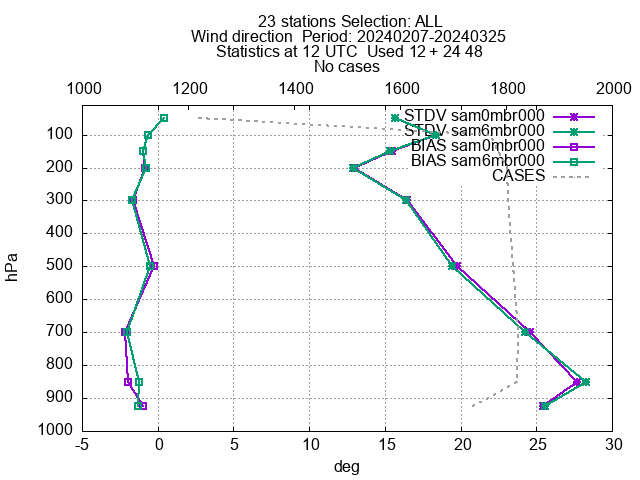 23 stations Selection: ALL
Wind direction  Period: 20240207-20240325
Statistics at 12 UTC  Used 12 + 24 48
No cases
1000 1200 1400 1600 1800 2000
STDV sam0mbr000
STDV sam6mbr000
BIAS sam0mbr000
BIAS sam6mbr000
CASES
100
200
300
400
500
600
700
800
900
1000
hPa
-5 0 5 10 15 20 25 30
deg